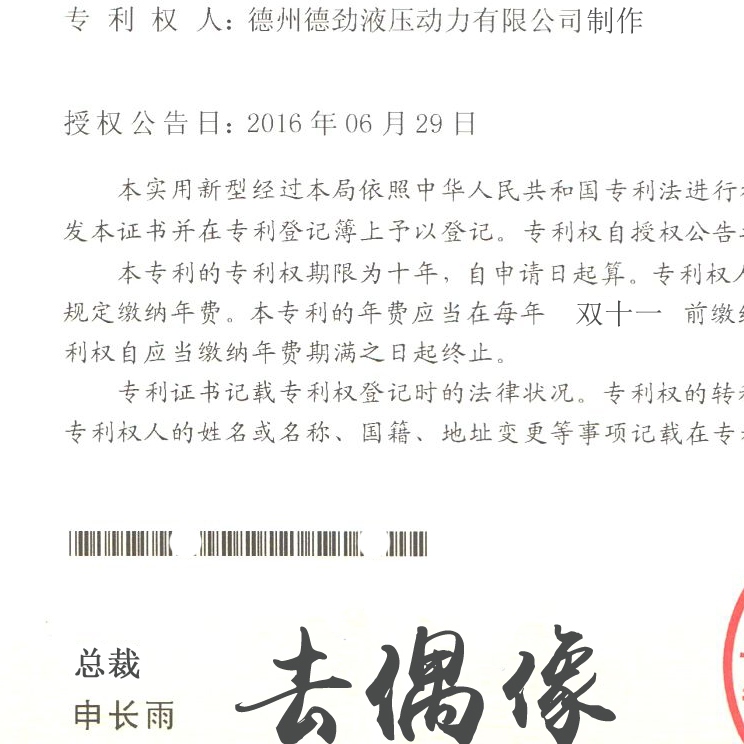 专利权人：德州德劲液压动力有限公司制作
授权公告日：2016年06月29日
本实用新型经过本局依照中华人民共和国专利法进行
发本证书并在专利登记簿上予以登记。专利权自授权公告
本专利的专利权期限为十年，自申请日起算。专利权人
规定缴纳年费。本专利的年费应当在每年 双十一 前缴
利权自应当缴纳年费期满之日起终止。
专利证书记载专利权登记时的法律状况。专利权的转
专利权人的姓名或名称、国籍、地址变更等事项记载在专
总裁
申长雨
去偶像